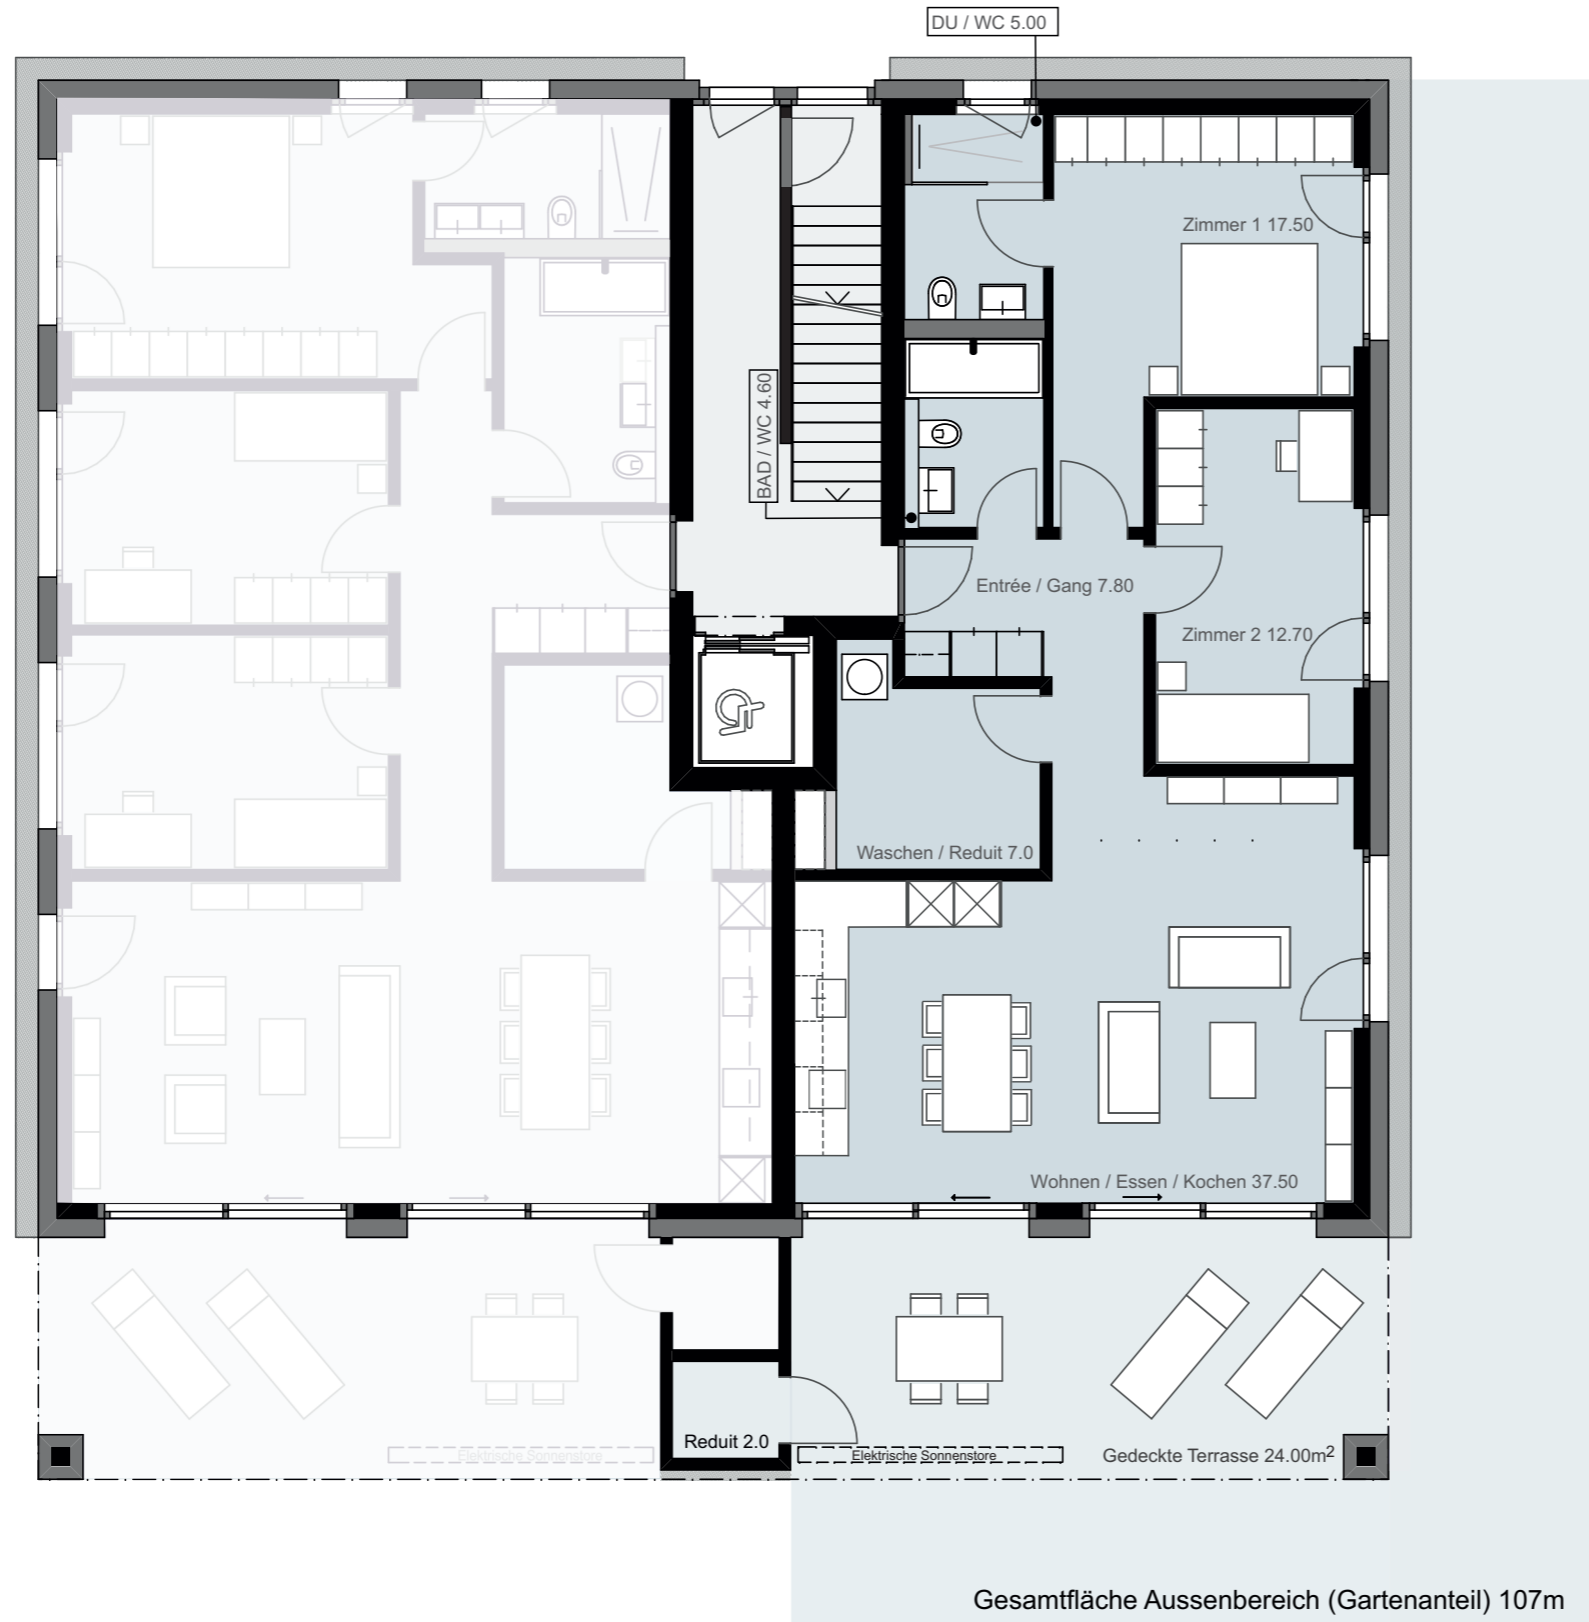 DU / WC 5.00
Zimmer 1 17.50
BAD / WC 4.60
Entrée / Gang 7.80
Zimmer 2 12.70
Waschen / Reduit 7.0
Wohnen / Essen / Kochen 37.50
Reduit 2.0
Elektrische Sonnenstore
Elektrische Sonnenstore
Gedeckte Terrasse 24.00m²
Gesamtfläche Aussenbereich (Gartenanteil) 107m